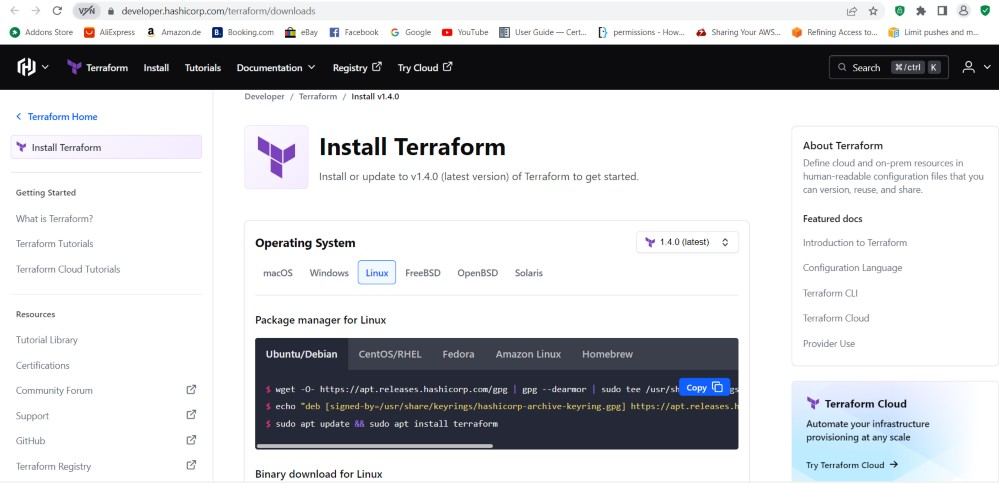 VPN developer.hashicorp.com/terraform/downloads
Addons Store AliExpress Amazon.de Booking.com eBay Facebook Google YouTube User Guide — Cert... permissions - How... Sharing Your AWS... Refining Access to... Limit pushes and m...
Terraform Install Tutorials Documentation Registry Try Cloud Search ⌘/ctrl K
Developer / Terraform / Install v1.4.0
Terraform Home
Install Terraform
Getting Started
What is Terraform?
Terraform Tutorials
Terraform Cloud Tutorials
Resources
Tutorial Library
Certifications
Community Forum
Support
GitHub
Terraform Registry
Install Terraform
Install or update to v1.4.0 (latest version) of Terraform to get started.
Operating System
1.4.0 (latest)
macOS Windows Linux FreeBSD OpenBSD Solaris
Package manager for Linux
Ubuntu/Debian CentOS/RHEL Fedora Amazon Linux Homebrew
Copy
$ wget -O- https://apt.releases.hashicorp.com/gpg | gpg --dearmor | sudo tee /usr/sh
$ echo "deb [signed-by=/usr/share/keyrings/hashicorp-archive-keyring.gpg] https://apt.releases.h
$ sudo apt update && sudo apt install terraform
Binary download for Linux
About Terraform
Define cloud and on-prem resources in
human-readable configuration files that you
can version, reuse, and share.
Featured docs
Introduction to Terraform
Configuration Language
Terraform CLI
Terraform Cloud
Provider Use
Terraform Cloud
Automate your infrastructure
provisioning at any scale
Try Terraform Cloud →